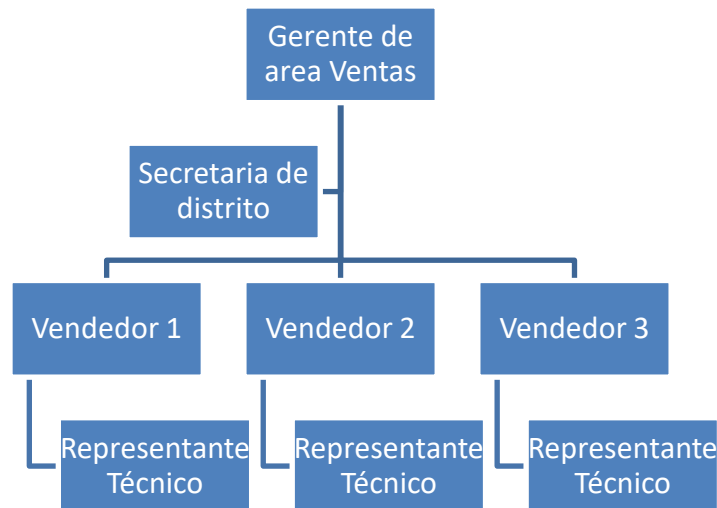 Gerente de
area Ventas
Secretaria de
distrito
Vendedor 1
Vendedor 2
Vendedor 3
Representante
Técnico
Representante
Técnico
Representante
Técnico